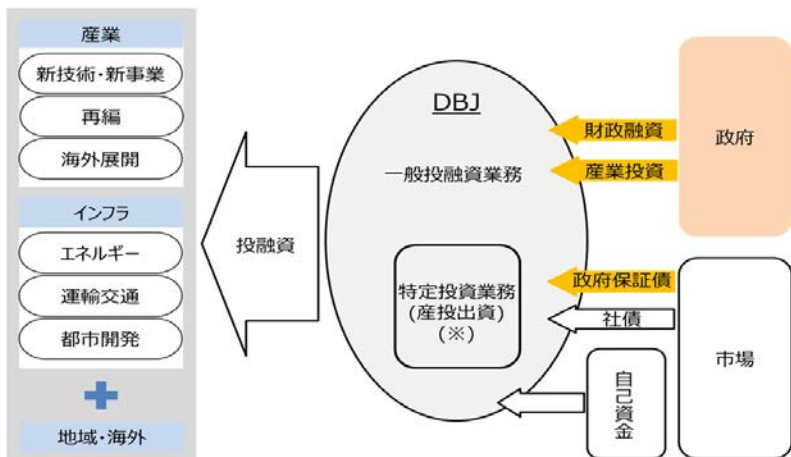 産業
新技術・新事業
再編
海外展開
インフラ
エネルギー
運輸交通
都市開発
地域・海外
投融資
DBJ
一般投融資業務
特定投資業務
(産投出資)
(※)
財政融資
産業投資
政府保証債
社債
自己資金
政府
市場